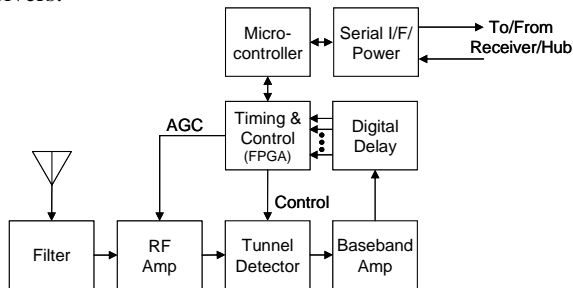 Micro-
controller
Serial I/F/
Power
To/From
Receiver/Hub
Timing &
Control
(FPGA)
Digital
Delay
AGC
Control
Filter
RF
Amp
Tunnel
Detector
Baseband
Amp